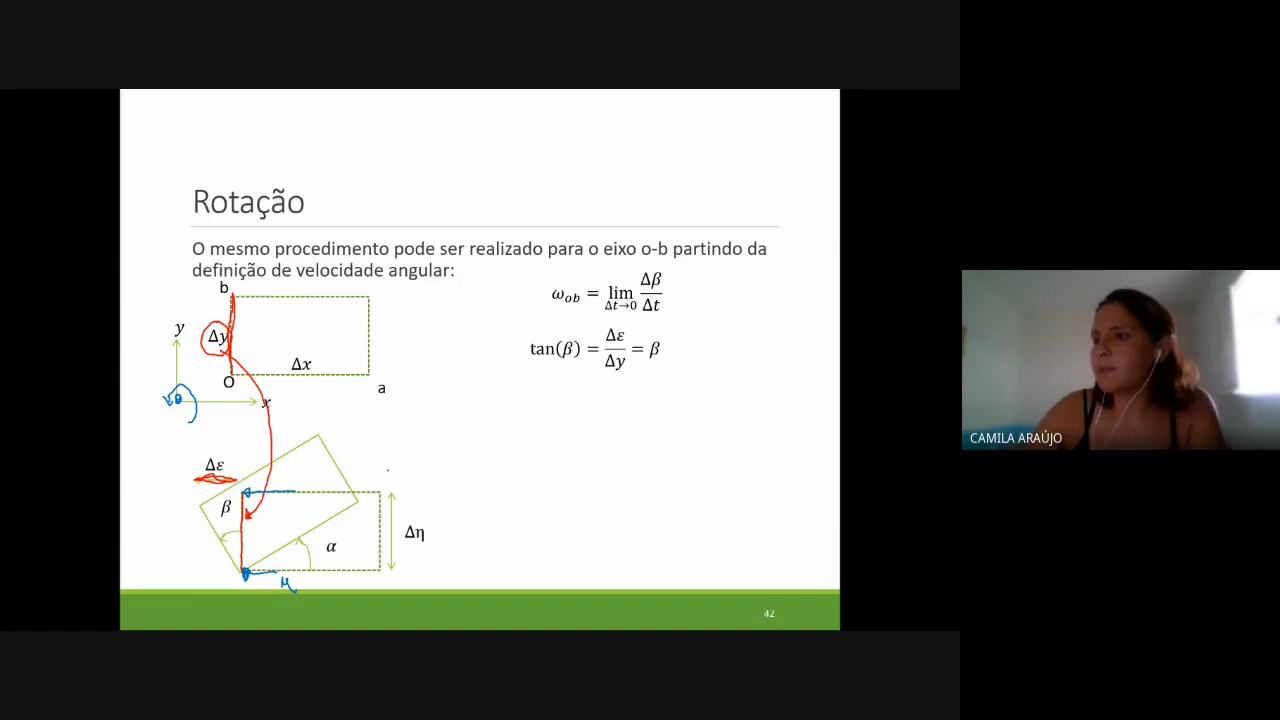 Rotação
O mesmo procedimento pode ser realizado para o eixo o-b partindo da
definição de velocidade angular:
b
ω_ob = lim Δt→0 Δβ/Δt
y
Δy
tan(β) = Δε/Δy = β
Δx
O
a
x
Δε
β
Δη
α
μ
42
CAMILA ARAÚJO